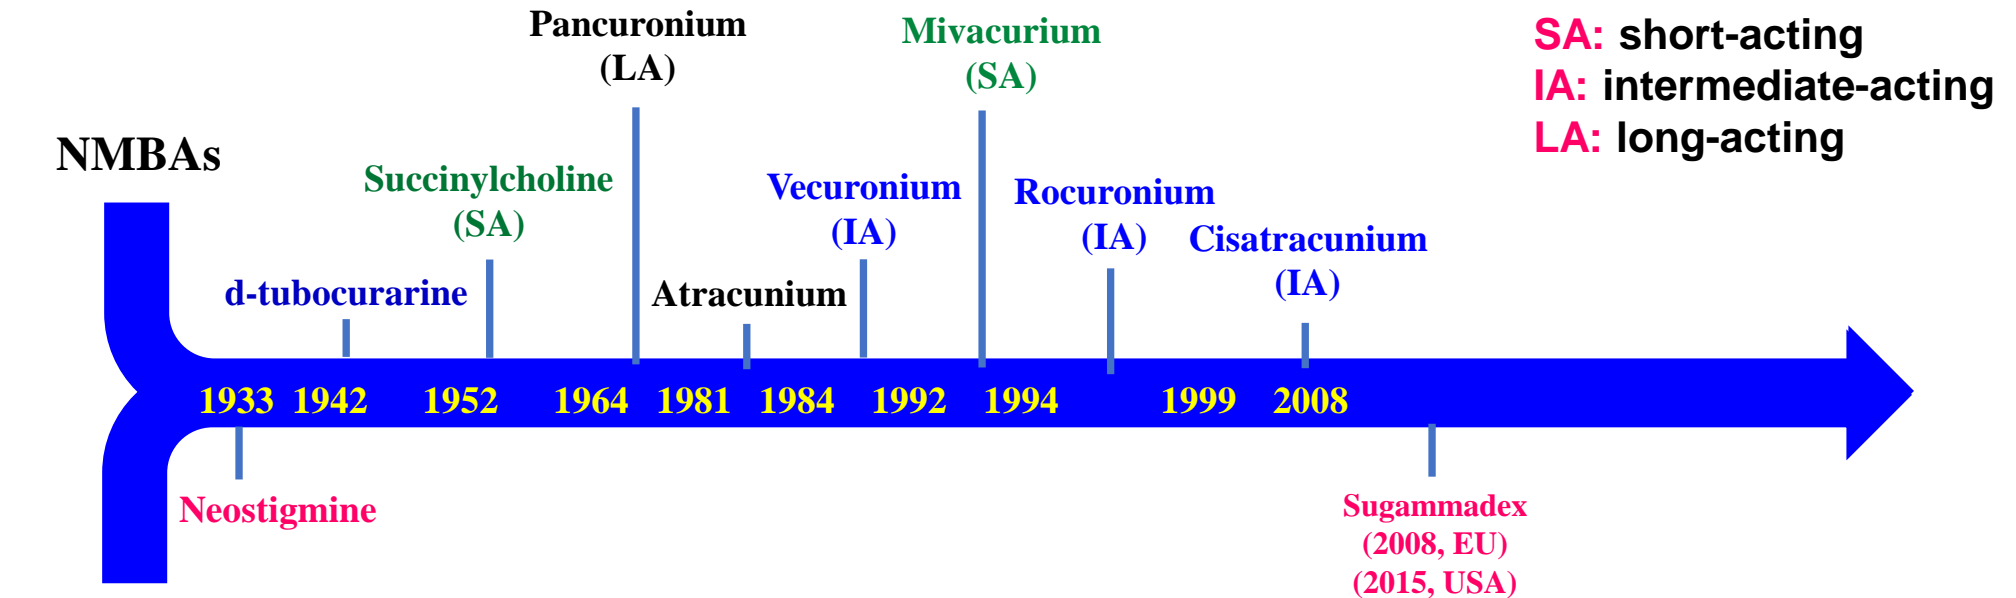 Pancuronium
(LA)
Mivacurium
(SA)
SA: short-acting
IA: intermediate-acting
LA: long-acting
NMBAs
Succinylcholine
(SA)
Vecuronium
(IA)
Rocuronium
(IA)
Cisatracunium
(IA)
d-tubocurarine
Atracunium
1933 1942 1952 1964 1981 1984 1992 1994 1999 2008
Neostigmine
Sugammadex
(2008, EU)
(2015, USA)